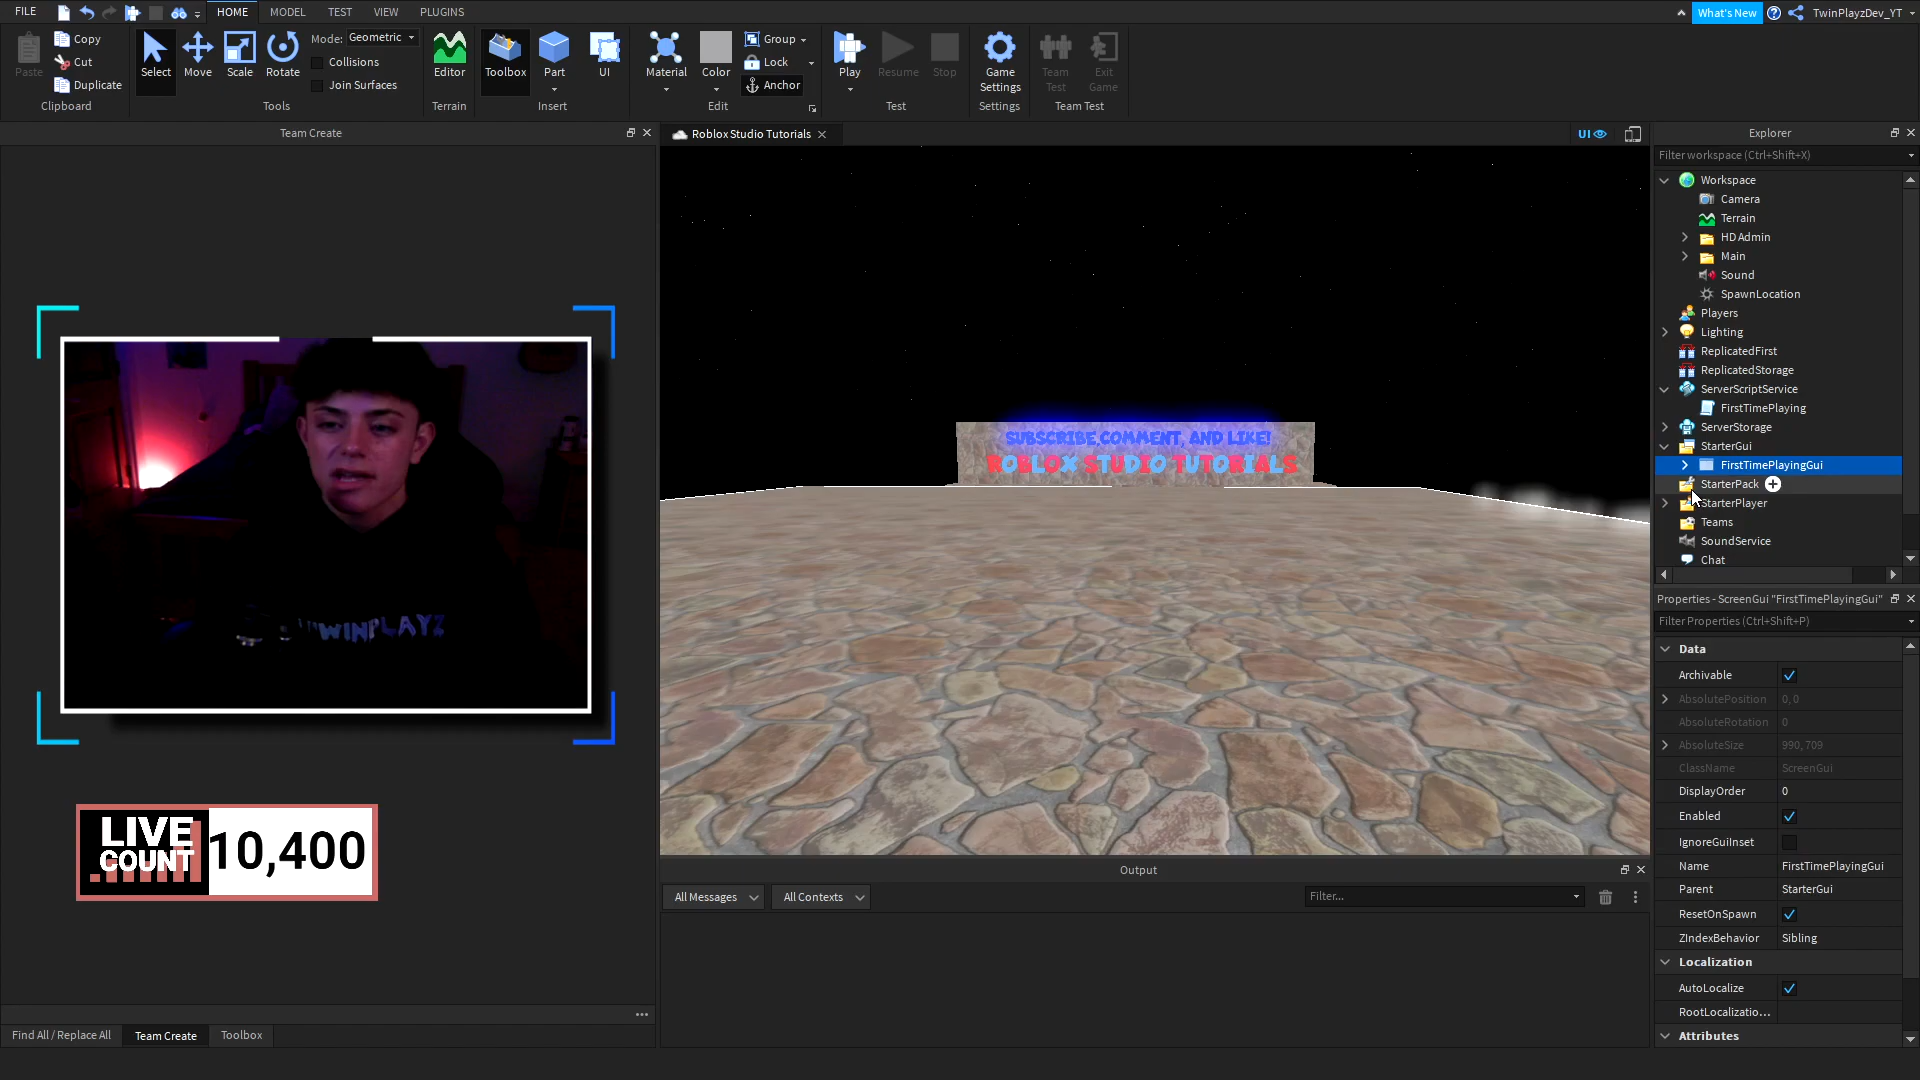 FILE
HOME
MODEL
TEST
VIEW
PLUGINS
What's New
TwinPlayzDev_YT
Paste
Copy
Cut
Duplicate
Clipboard
Select
Move
Scale
Rotate
Mode: Geometric
Collisions
Join Surfaces
Tools
Editor
Terrain
Toolbox
Part
UI
Insert
Material
Color
Group
Lock
Anchor
Edit
Play
Resume
Stop
Test
Game
Settings
Settings
Team
Test
Exit
Game
Team Test
Team Create
Roblox Studio Tutorials
UI
Explorer
Filter workspace (Ctrl+Shift+X)
Workspace
Camera
Terrain
HD Admin
Main
Sound
SpawnLocation
Players
Lighting
ReplicatedFirst
ReplicatedStorage
ServerScriptService
FirstTimePlaying
ServerStorage
StarterGui
FirstTimePlayingGui
StarterPack
StarterPlayer
Teams
SoundService
Chat
SUBSCRIBE,COMMENT, AND LIKE!
ROBLOX STUDIO TUTORIALS
TWINPLAYZ
LIVE
COUNT
10,400
Properties - ScreenGui "FirstTimePlayingGui"
Filter Properties (Ctrl+Shift+P)
Data
Archivable
AbsolutePosition 0, 0
AbsoluteRotation 0
AbsoluteSize 990, 709
ClassName ScreenGui
DisplayOrder 0
Enabled
IgnoreGuiInset
Name FirstTimePlayingGui
Parent StarterGui
ResetOnSpawn
ZIndexBehavior Sibling
Localization
AutoLocalize
RootLocalizatio...
Attributes
Output
All Messages
All Contexts
Filter...
Find All / Replace All
Team Create
Toolbox